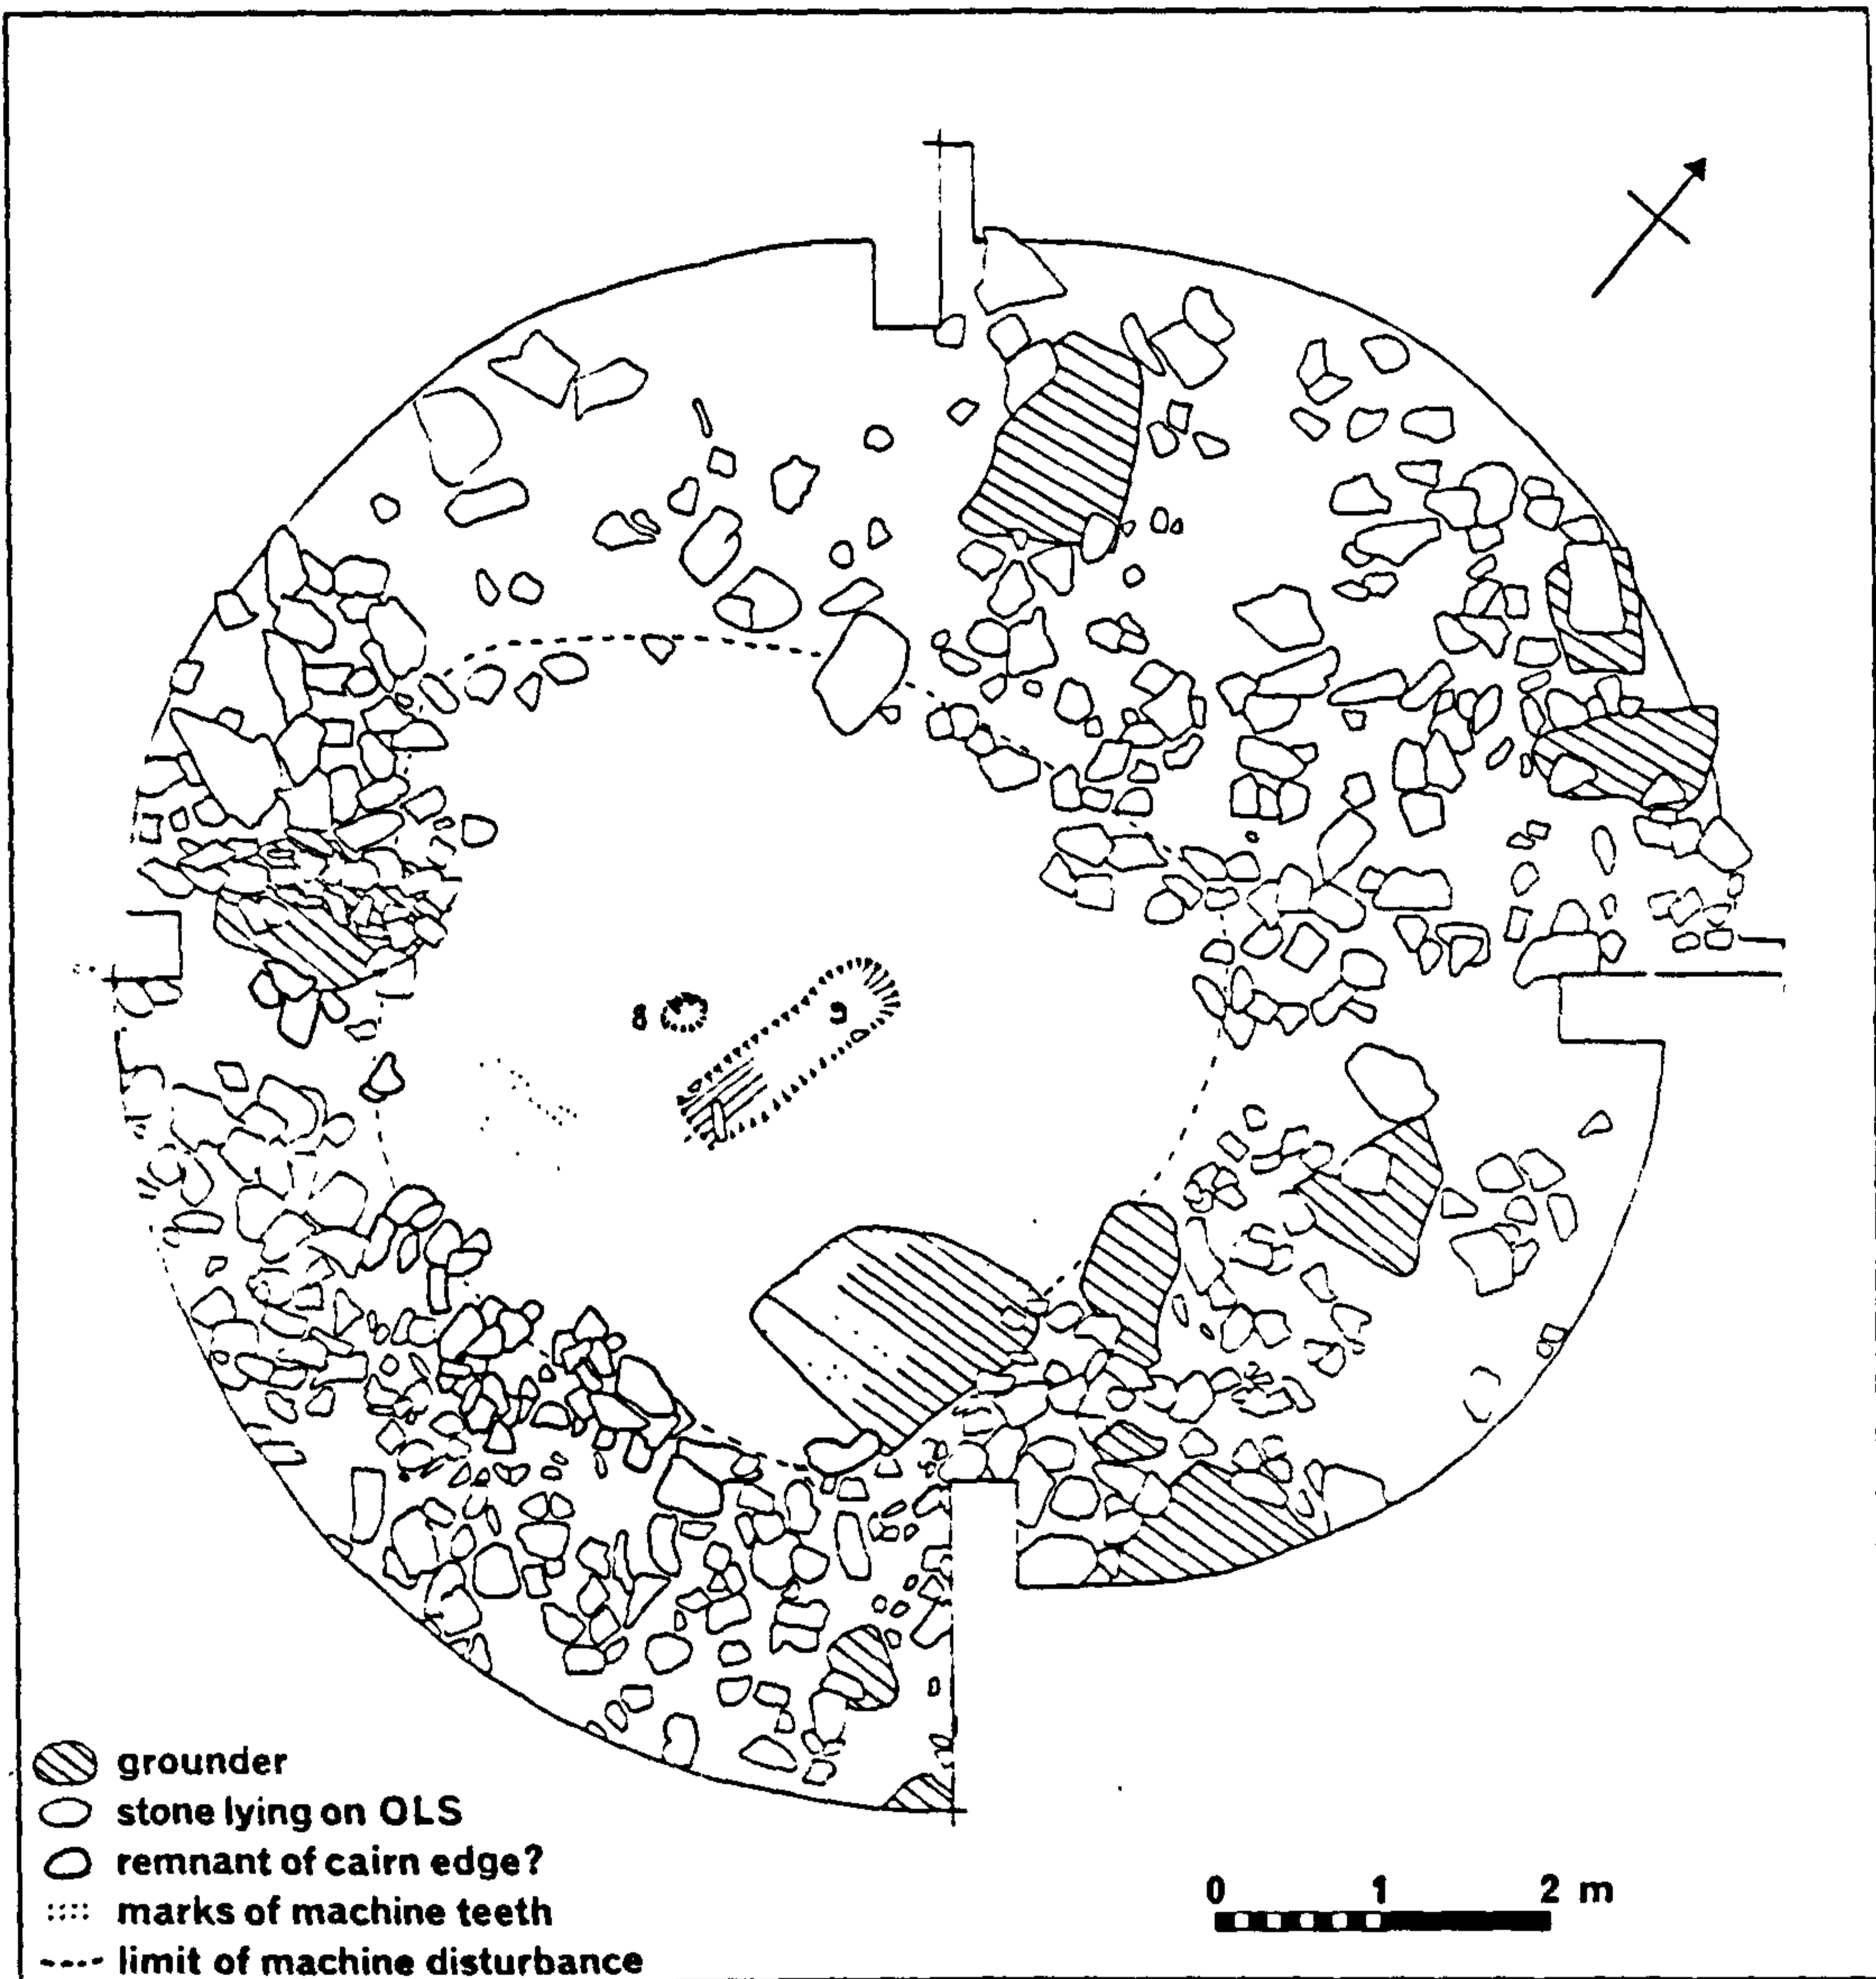 8 9
grounder
stone lying on OLS
remnant of cairn edge?
marks of machine teeth
limit of machine disturbance
0 1 2 m